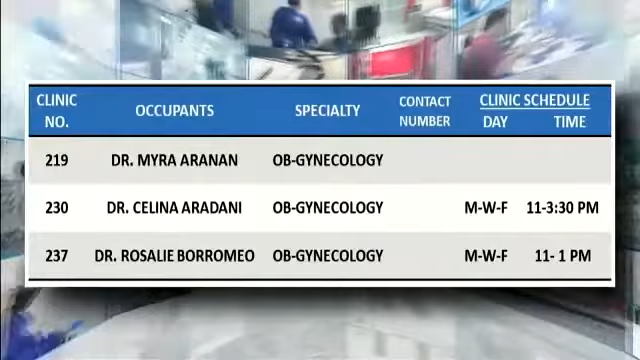 CLINIC NO. OCCUPANTS SPECIALTY CONTACT NUMBER CLINIC SCHEDULE
DAY TIME
219 DR. MYRA ARANAN OB-GYNECOLOGY
230 DR. CELINA ARADANI OB-GYNECOLOGY M-W-F 11-3:30 PM
237 DR. ROSALIE BORROMEO OB-GYNECOLOGY M-W-F 11- 1 PM